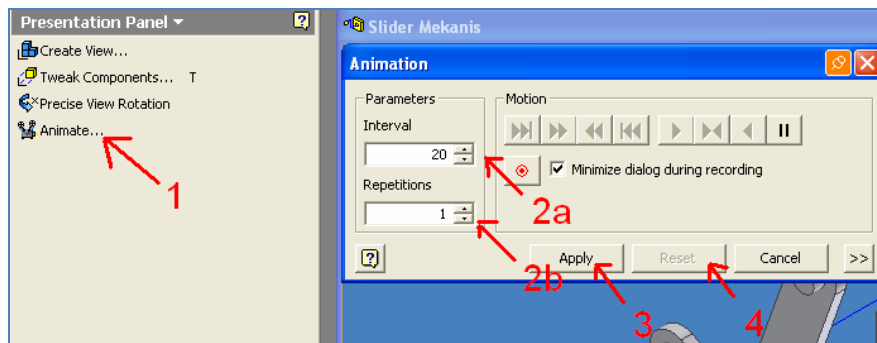 Presentation Panel
Create View...
Tweak Components... T
Precise View Rotation
Animate...
1
Slider Mekanis
Animation
Parameters
Interval
20
Repetitions
1
Motion
Minimize dialog during recording
2a
2b
Apply
Reset
Cancel
>>
3
4